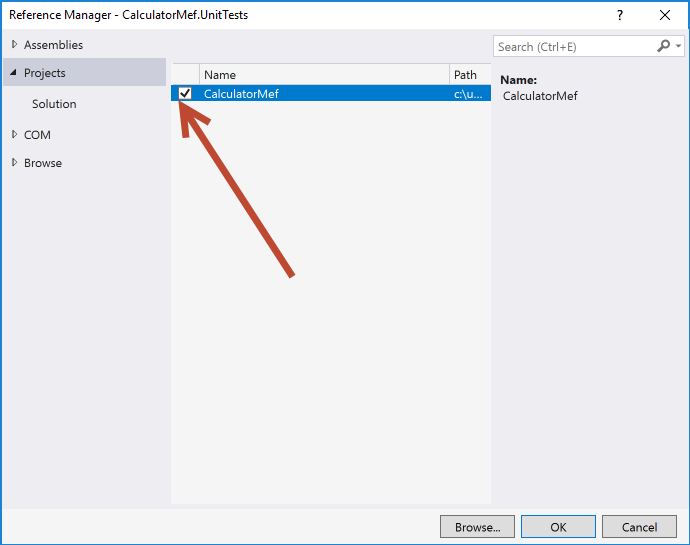 Reference Manager - CalculatorMef.UnitTests
?
Assemblies
Projects
Solution
COM
Browse
Name Path
CalculatorMef c:\u...
Search (Ctrl+E)
Name:
CalculatorMef
Browse... OK Cancel